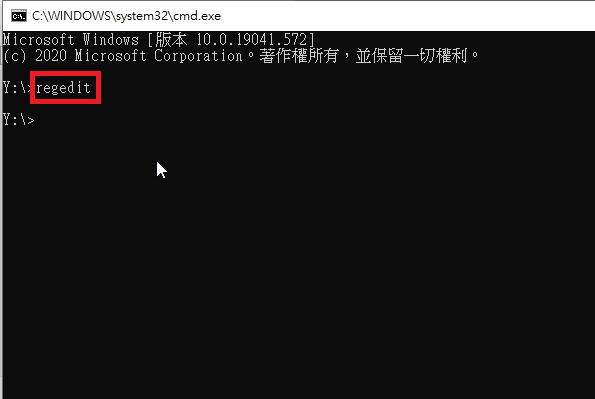 C:\WINDOWS\system32\cmd.exe
Microsoft Windows [版本 10.0.19041.572]
(c) 2020 Microsoft Corporation。著作權所有，並保留一切權利。
Y:\>regedit
Y:\>